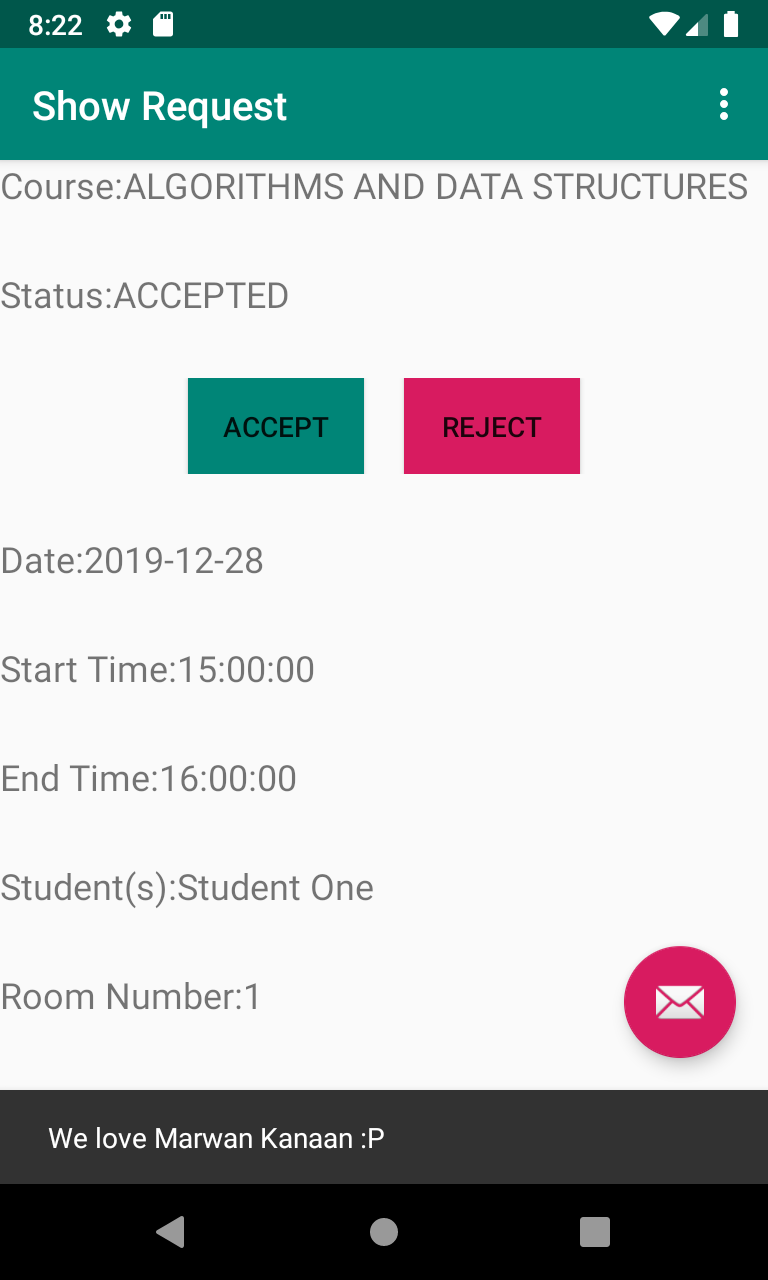 8:22
Show Request
Course:ALGORITHMS AND DATA STRUCTURES
Status:ACCEPTED
ACCEPT REJECT
Date:2019-12-28
Start Time:15:00:00
End Time:16:00:00
Student(s):Student One
Room Number:1
We love Marwan Kanaan :P